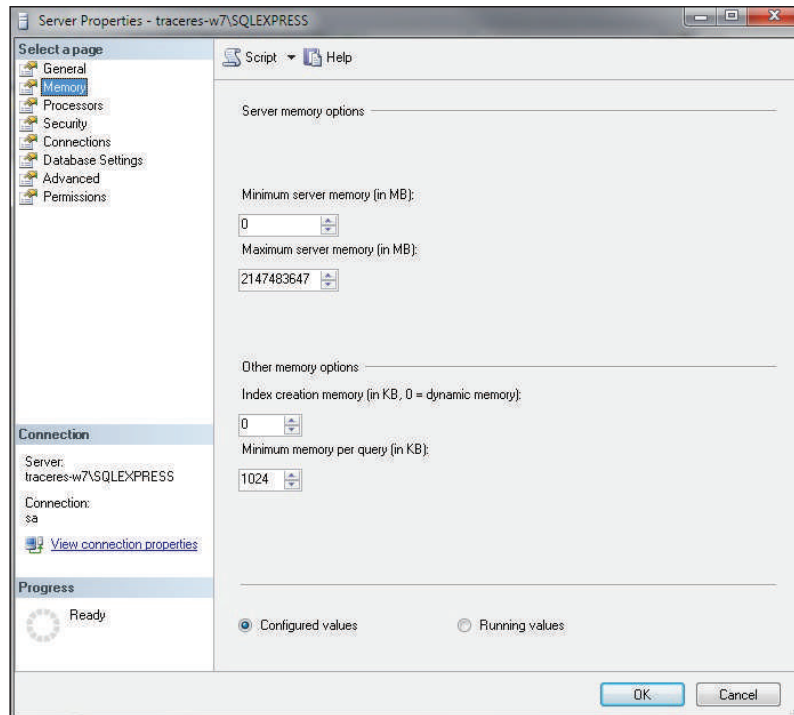 Server Properties - traceres-w7\SQLEXPRESS
Select a page
General
Memory
Processors
Security
Connections
Database Settings
Advanced
Permissions
Script
Help
Server memory options
Minimum server memory (in MB):
0
Maximum server memory (in MB):
2147483647
Other memory options
Index creation memory (in KB, 0 = dynamic memory):
0
Minimum memory per query (in KB):
1024
Connection
Server:
traceres-w7\SQLEXPRESS
Connection:
sa
View connection properties
Progress
Ready
Configured values
Running values
OK
Cancel